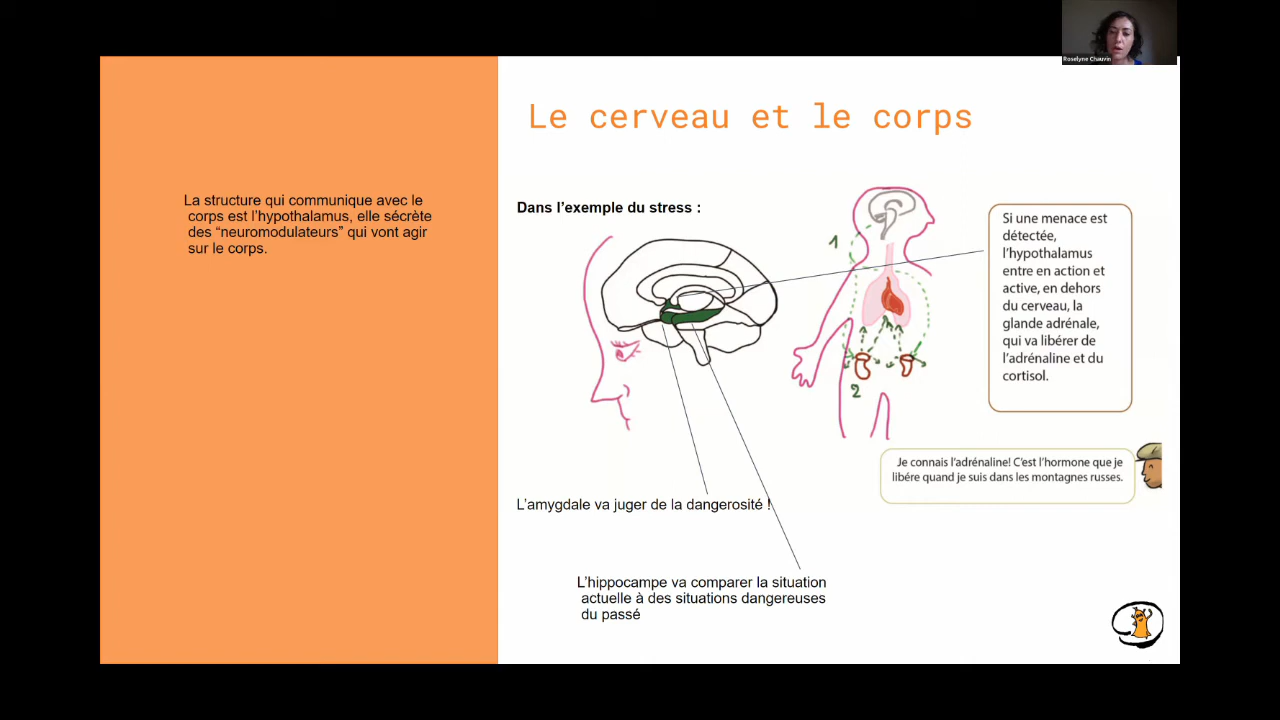 Roselyne Chauvin
Le cerveau et le corps
La structure qui communique avec le
corps est l'hypothalamus, elle sécrète
des “neuromodulateurs” qui vont agir
sur le corps.
Dans l'exemple du stress :
1
2
Si une menace est
détectée,
l'hypothalamus
entre en action et
active, en dehors
du cerveau, la
glande adrénale,
qui va libérer de
l'adrénaline et du
cortisol.
Je connais l'adrénaline! C'est l'hormone que je
libére quand je suis dans les montagnes russes.
L'amygdale va juger de la dangerosité !
L'hippocampe va comparer la situation
actuelle à des situations dangereuses
du passé